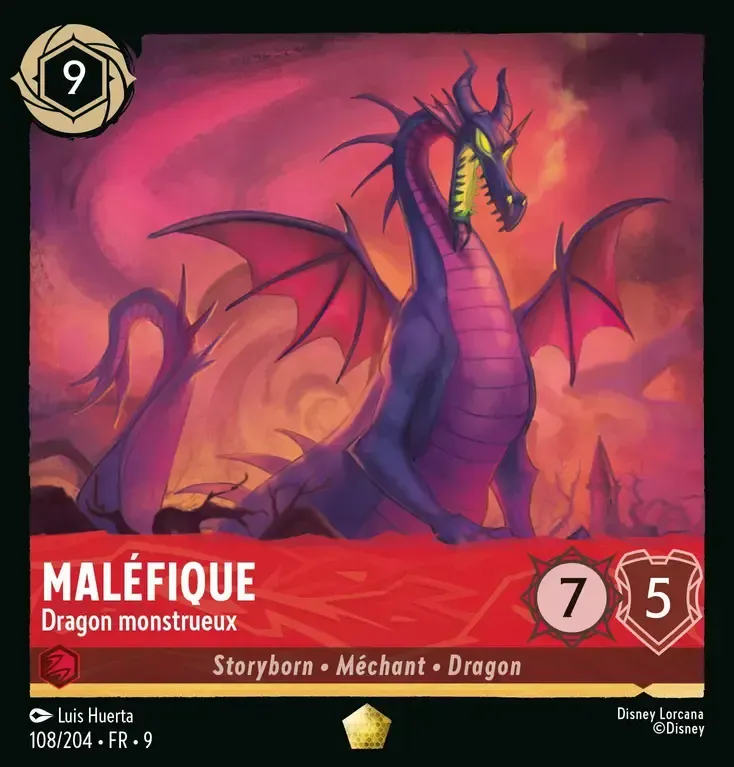 9
MALÉFIQUE
Dragon monstrueux
7
5
Storyborn • Méchant • Dragon
Luis Huerta
108/204 • FR • 9
Disney Lorcana
©Disney